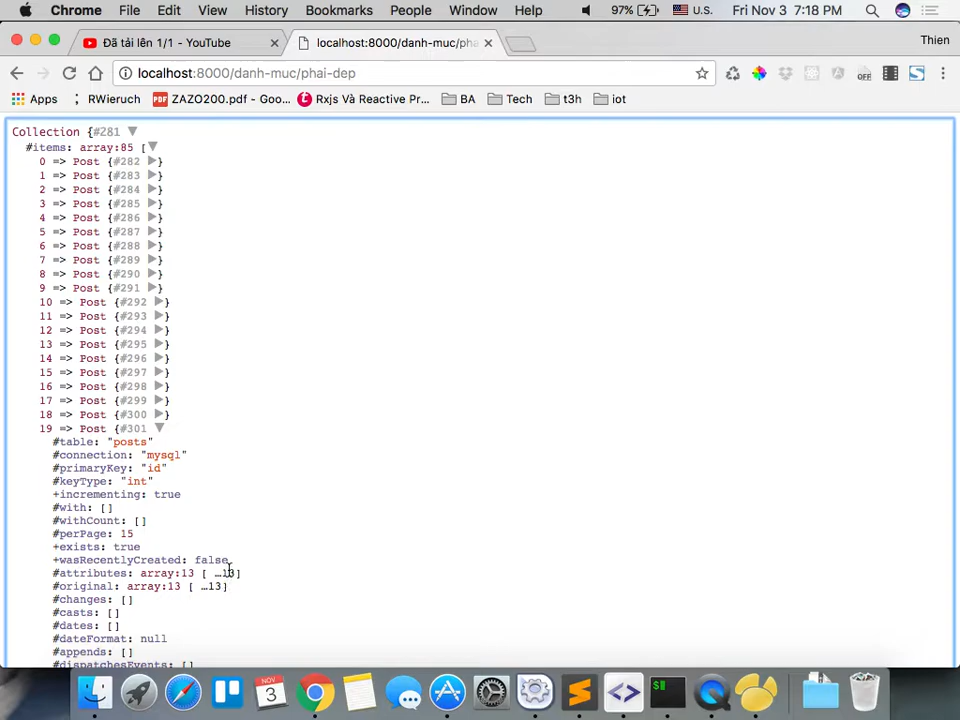 Chrome File Edit View History Bookmarks People Window Help 97% U.S. Fri Nov 3 7:18 PM
Đã tải lên 1/1 - YouTube localhost:8000/danh-muc/pha Thien
localhost:8000/danh-muc/phai-dep OFF
Apps RWieruch PDF ZAZO200.pdf - Goo... Rxjs Và Reactive Pr... BA Tech t3h iot
Collection {#281 ▼
#items: array:85 [▼
0 => Post {#282 ▶}
1 => Post {#283 ▶}
2 => Post {#284 ▶}
3 => Post {#285 ▶}
4 => Post {#286 ▶}
5 => Post {#287 ▶}
6 => Post {#288 ▶}
7 => Post {#289 ▶}
8 => Post {#290 ▶}
9 => Post {#291 ▶}
10 => Post {#292 ▶}
11 => Post {#293 ▶}
12 => Post {#294 ▶}
13 => Post {#295 ▶}
14 => Post {#296 ▶}
15 => Post {#297 ▶}
16 => Post {#298 ▶}
17 => Post {#299 ▶}
18 => Post {#300 ▶}
19 => Post {#301 ▼
#table: "posts"
#connection: "mysql"
#primaryKey: "id"
#keyType: "int"
+incrementing: true
#with: []
#withCount: []
#perPage: 15
+exists: true
+wasRecentlyCreated: false
#attributes: array:13 [ …13]
#original: array:13 [ …13]
#changes: []
#casts: []
#dates: []
#dateFormat: null
#appends: []
#dispatchesEvents: []
NOV
3